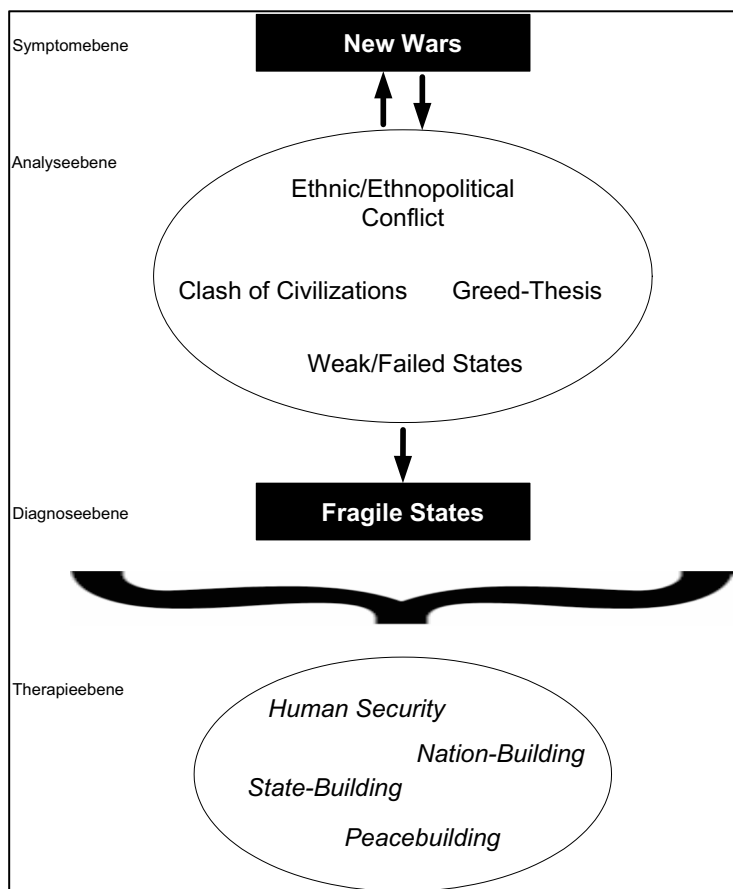 Symptomebene
New Wars
Analyseebene
Ethnic/Ethnopolitical
Conflict
Clash of Civilizations
Greed-Thesis
Weak/Failed States
Diagnoseebene
Fragile States
Therapieebene
Human Security
Nation-Building
State-Building
Peacebuilding